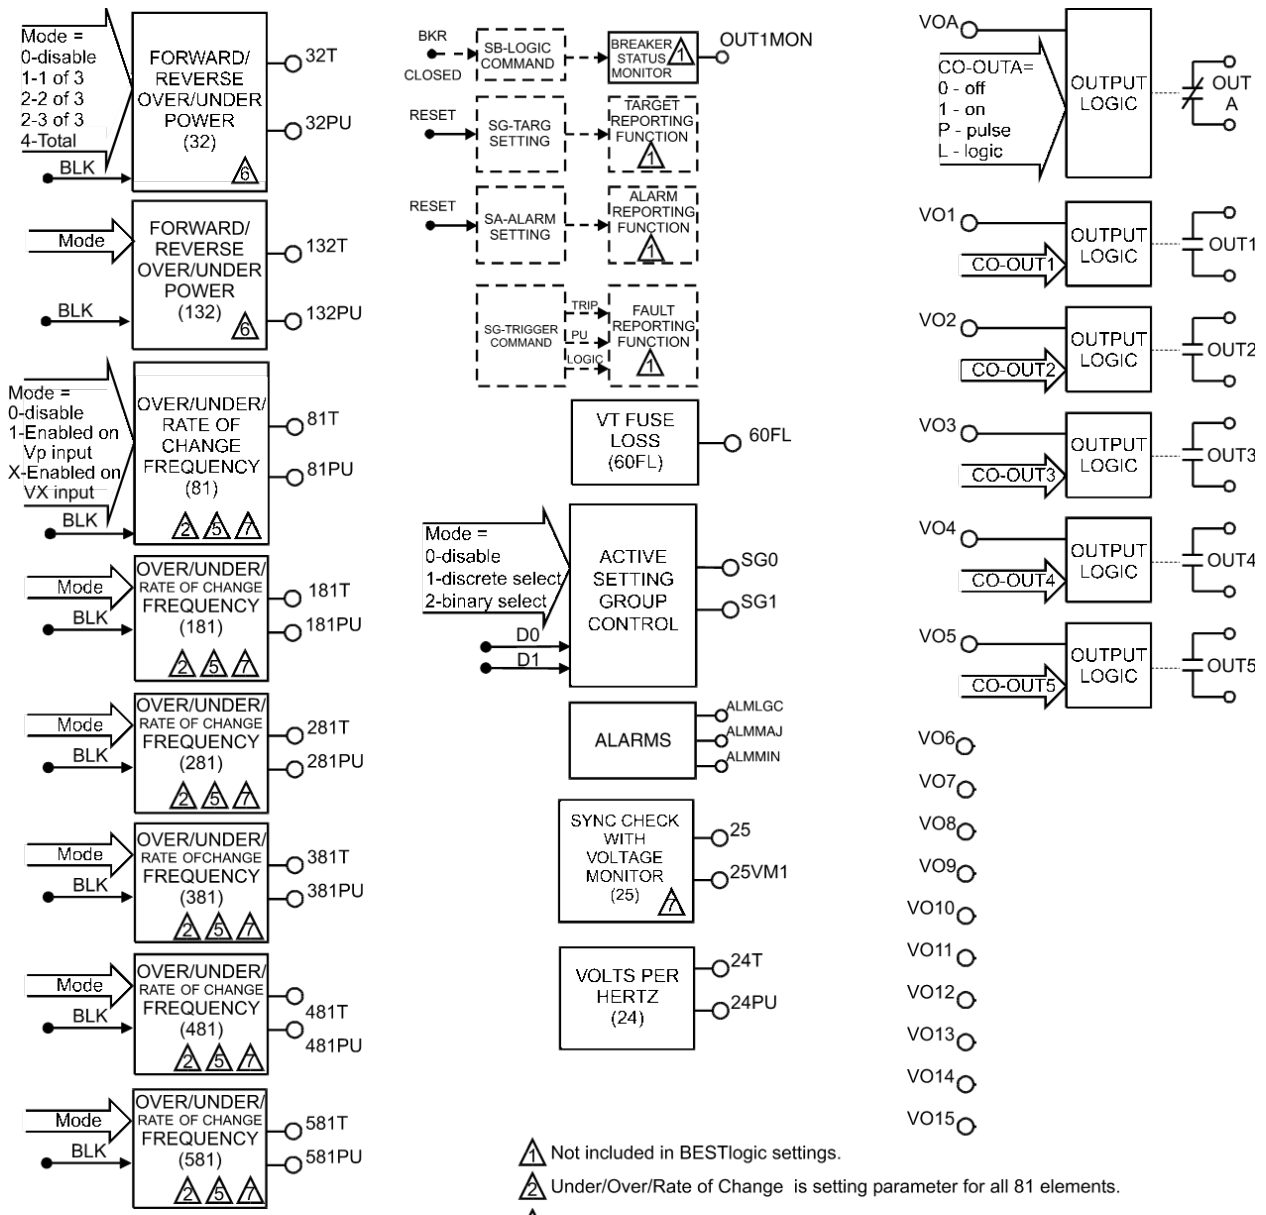 Mode =
0-disable
1-1 of 3
2-2 of 3
2-3 of 3
4-Total
BLK
FORWARD/
REVERSE
OVER/UNDER
POWER
(32)
6
32T
32PU
Mode
BLK
FORWARD/
REVERSE
OVER/UNDER
POWER
(132)
6
132T
132PU
Mode =
0-disable
1-Enabled on
Vp input
X-Enabled on
VX input
BLK
OVER/UNDER/
RATE OF
CHANGE
FREQUENCY
(81)
2 5 7
81T
81PU
Mode
BLK
OVER/UNDER/
RATE OF CHANGE
FREQUENCY
(181)
2 5 7
181T
181PU
Mode
BLK
OVER/UNDER/
RATE OF CHANGE
FREQUENCY
(281)
2 5 7
281T
281PU
Mode
BLK
OVER/UNDER/
RATE OFCHANGE
FREQUENCY
(381)
2 5 7
381T
381PU
Mode
BLK
OVER/UNDER/
RATE OF CHANGE
FREQUENCY
(481)
2 5 7
481T
481PU
Mode
BLK
OVER/UNDER/
RATE OF CHANGE
FREQUENCY
(581)
2 5 7
581T
581PU
BKR
CLOSED
SB-LOGIC
COMMAND
BREAKER
STATUS
MONITOR
1
OUT1MON
RESET
SG-TARG
SETTING
TARGET
REPORTING
FUNCTION
1
RESET
SA-ALARM
SETTING
ALARM
REPORTING
FUNCTION
1
SG-TRIGGER
COMMAND
TRIP
PU
LOGIC
FAULT
REPORTING
FUNCTION
1
VT FUSE
LOSS
(60FL)
60FL
Mode =
0-disable
1-discrete select
2-binary select
D0
D1
ACTIVE
SETTING
GROUP
CONTROL
SG0
SG1
ALARMS
ALMLGC
ALMMAJ
ALMMIN
SYNC CHECK
WITH
VOLTAGE
MONITOR
(25)
7
25
25VM1
VOLTS PER
HERTZ
(24)
24T
24PU
VOA
CO-OUTA=
0 - off
1 - on
P - pulse
L - logic
OUTPUT
LOGIC
OUT
A
VO1
CO-OUT1
OUTPUT
LOGIC
OUT1
VO2
CO-OUT2
OUTPUT
LOGIC
OUT2
VO3
CO-OUT3
OUTPUT
LOGIC
OUT3
VO4
CO-OUT4
OUTPUT
LOGIC
OUT4
VO5
CO-OUT5
OUTPUT
LOGIC
OUT5
VO6
VO7
VO8
VO9
VO10
VO11
VO12
VO13
VO14
VO15
1 Not included in BESTlogic settings.
2 Under/Over/Rate of Change is setting parameter for all 81 elements.